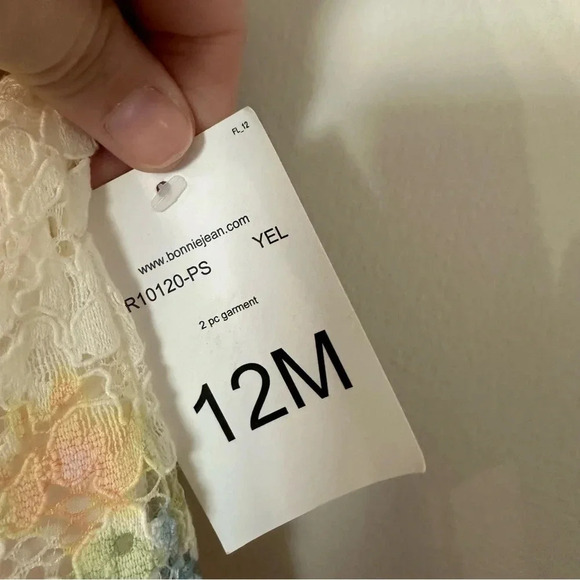 FL_12
www.bonniejean.com
R10120-PS YEL
2 pc garment
12M